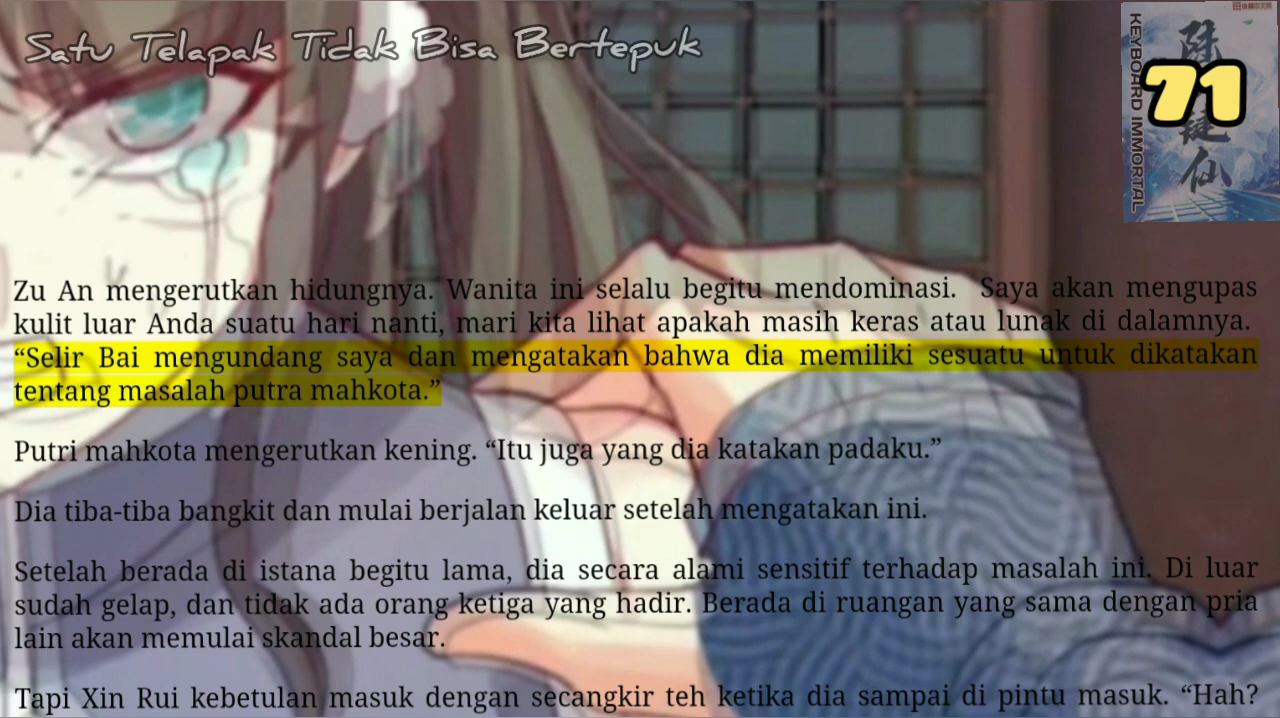 Satu Telapak Tidak Bisa Bertepuk
KEYBOARD IMMORTAL
71
仙
Zu An mengerutkan hidungnya. Wanita ini selalu begitu mendominasi. Saya akan mengupas
kulit luar Anda suatu hari nanti, mari kita lihat apakah masih keras atau lunak di dalamnya.
“Selir Bai mengundang saya dan mengatakan bahwa dia memiliki sesuatu untuk dikatakan
tentang masalah putra mahkota.”
Putri mahkota mengerutkan kening. “Itu juga yang dia katakan padaku.”
Dia tiba-tiba bangkit dan mulai berjalan keluar setelah mengatakan ini.
Setelah berada di istana begitu lama, dia secara alami sensitif terhadap masalah ini. Di luar
sudah gelap, dan tidak ada orang ketiga yang hadir. Berada di ruangan yang sama dengan pria
lain akan memulai skandal besar.
Tapi Xin Rui kebetulan masuk dengan secangkir teh ketika dia sampai di pintu masuk. “Hah?